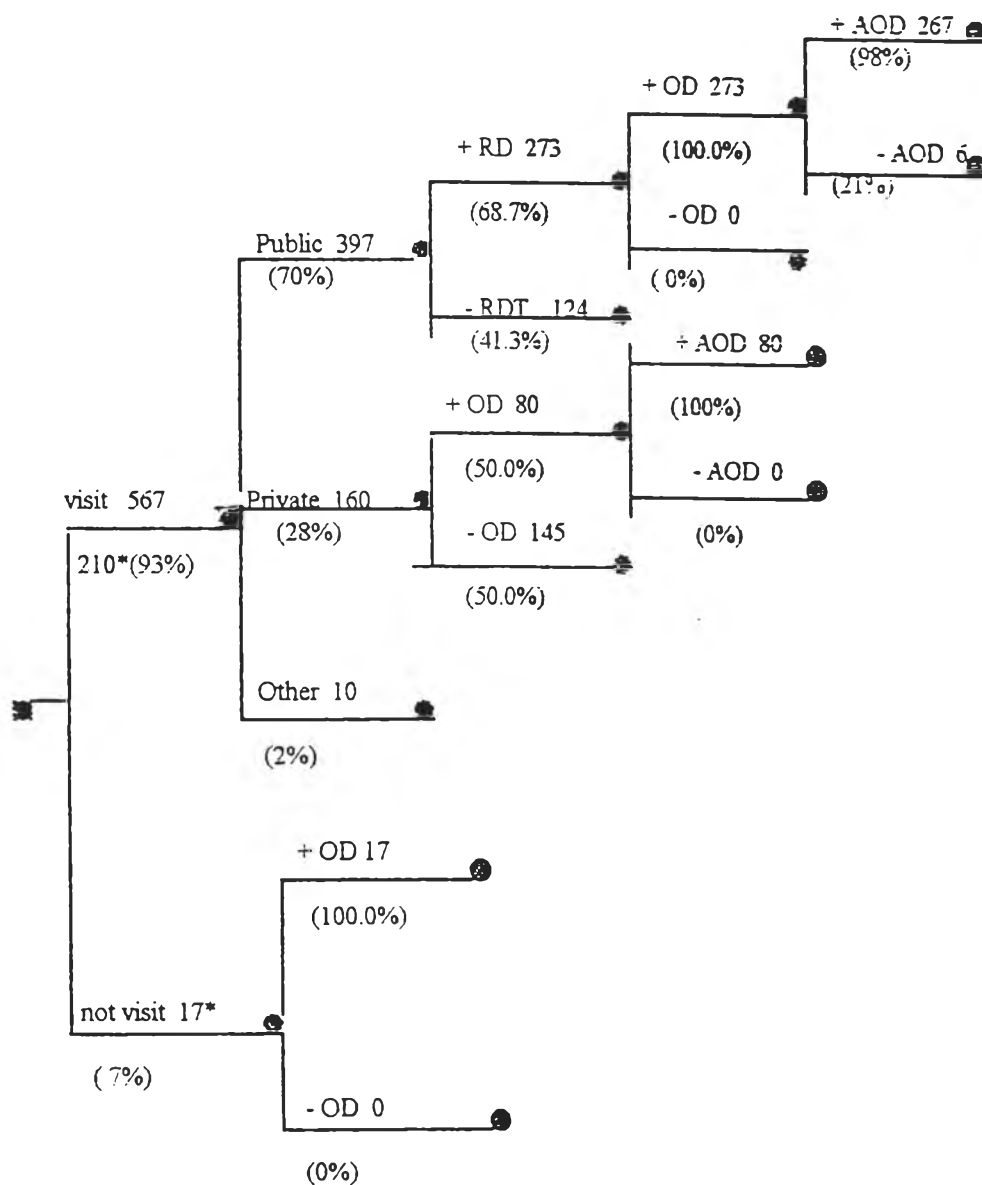 + AOD 267
(98%)
+ OD 273
- AOD 6
+ RD 273
(100.0%)
(21%)
(68.7%)
- OD 0
Public 397
(70%)
( 0%)
- RDT 124
(41.3%)
+ AOD 80
+ OD 80
(100%)
(50.0%)
- AOD 0
visit 567
Private 160
(28%)
- OD 145
(0%)
210*(93%)
(50.0%)
Other 10
(2%)
+ OD 17
(100.0%)
not visit 17*
( 7%)
- OD 0
(0%)